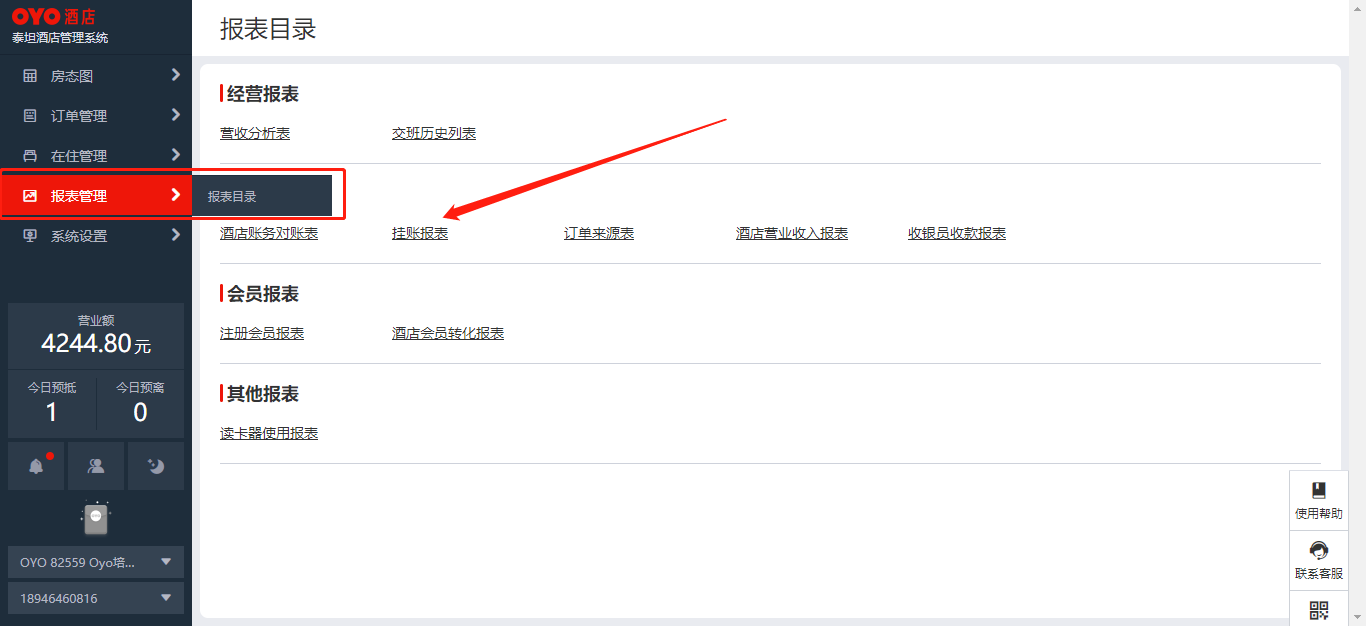 OYO 酒店
泰坦酒店管理系统
房态图
订单管理
在住管理
报表管理
报表目录
系统设置
营业额
4244.80 元
今日预抵
1
今日预离
0
OYO 82559 Oyo培...
18946460816
报表目录
经营报表
营收分析表
交班历史列表
酒店账务对账表
挂账报表
订单来源表
酒店营业收入报表
收银员收款报表
会员报表
注册会员报表
酒店会员转化报表
其他报表
读卡器使用报表
使用帮助
联系客服